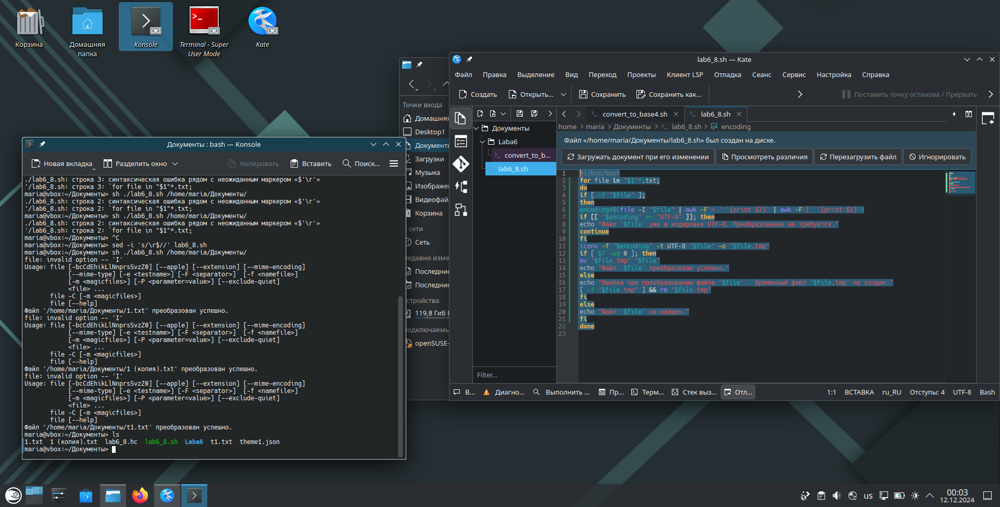 Корзина
Домашняя папка
Konsole
Terminal - Super User Mode
Kate
Документы : bash — Konsole
Новая вкладка
Разделить окно
Копировать
Вставить
Поиск...
./lab6_8.sh: строка 3: синтаксическая ошибка рядом с неожиданным маркером «$'\r'»
'/lab6_8.sh: строка 3: `for file in "$1"*.txt;
maria@vbox:~/Документы> sh ./lab6_8.sh /home/maria/Документы/
./lab6_8.sh: строка 2: синтаксическая ошибка рядом с неожиданным маркером «$'\r'»
'/lab6_8.sh: строка 2: `for file in "$1"*.txt;
maria@vbox:~/Документы> sh ./lab6_8.sh /home/maria/Документы/
./lab6_8.sh: строка 2: синтаксическая ошибка рядом с неожиданным маркером «$'\r'»
'/lab6_8.sh: строка 2: `for file in "$1"*.txt;
maria@vbox:~/Документы> ^C
maria@vbox:~/Документы> sed -i 's/\r$//' lab6_8.sh
maria@vbox:~/Документы> sh ./lab6_8.sh /home/maria/Документы/
file: invalid option -- 'I'
Usage: file [-bcCdEhikLlNnprsSvzZ0] [--apple] [--extension] [--mime-encoding]
[--mime-type] [-e <testname>] [-F <separator>]  [-f <namefile>]
[-m <magicfiles>] [-P <parameter=value>] [--exclude-quiet]
<file> ...
file -C [-m <magicfiles>]
file [--help]
Файл '/home/maria/Документы/1.txt' преобразован успешно.
file: invalid option -- 'I'
Usage: file [-bcCdEhikLlNnprsSvzZ0] [--apple] [--extension] [--mime-encoding]
[--mime-type] [-e <testname>] [-F <separator>]  [-f <namefile>]
[-m <magicfiles>] [-P <parameter=value>] [--exclude-quiet]
<file> ...
file -C [-m <magicfiles>]
file [--help]
Файл '/home/maria/Документы/1 (копия).txt' преобразован успешно.
file: invalid option -- 'I'
Usage: file [-bcCdEhikLlNnprsSvzZ0] [--apple] [--extension] [--mime-encoding]
[--mime-type] [-e <testname>] [-F <separator>]  [-f <namefile>]
[-m <magicfiles>] [-P <parameter=value>] [--exclude-quiet]
<file> ...
file -C [-m <magicfiles>]
file [--help]
Файл '/home/maria/Документы/t1.txt' преобразован успешно.
maria@vbox:~/Документы> ls
1.txt  1 (копия).txt  lab6_8.hc  lab6_8.sh  Laba6  t1.txt  theme1.json
maria@vbox:~/Документы>
Точки входа
Домашняя
Desktop1
Документы
Загрузки
Музыка
Изображе
Видеофай
Корзина
сети
Сеть
едавно изме
Последние
Последние
стройства
119,8 ГиБ
одключаемы
openSUSE-
lab6_8.sh — Kate
Файл Правка Выделение Вид Переход Проекты Клиент LSP Отладка Сеанс Сервис Настройка Справка
Создать Открыть... Сохранить Сохранить как... Поставить точку останова / Прервать
convert_to_base4.sh lab6_8.sh
home maria Документы lab6_8.sh encoding
Документы
Laba6
convert_to_b...
lab6_8.sh
Filter...
Файл «/home/maria/Документы/lab6_8.sh» был создан на диске.
Загружать документ при его изменении Просмотреть различия Перезагрузить файл Игнорировать
1 #!/bin/bash
2 for file in "$1"*.txt;
3 do
4 if [ -f "$file" ];
5 then
6 encoding=$(file -I "$file" | awk -F'= ' '{print $2}' | awk -F'[' '{print $1}')
7 if [[ "$encoding" == "UTF-8" ]]; then
8 echo "Файл '$file' уже в кодировке UTF-8. Преобразование не требуется."
9 continue
10 fi
11 iconv -f "$encoding" -t UTF-8 "$file" -o "$file.tmp"
12 if [ $? -eq 0 ]; then
13 mv "$file.tmp" "$file"
14 echo "Файл '$file' преобразован успешно."
15 else
16 echo "Ошибка при преобразовании файла '$file'.  Временный файл '$file.tmp' не создан."
17 [ -f "$file.tmp" ] && rm "$file.tmp"
18 fi
19 else
20 echo "Файл '$file' не найден."
21 fi
22 done
23
В... Диагно... Выполнить ... Пр... Терм... Стек выз... Отл... 1:1 ВСТАВКА ru_RU Отступы: 4 UTF-8 Bash
us
00:03
12.12.2024